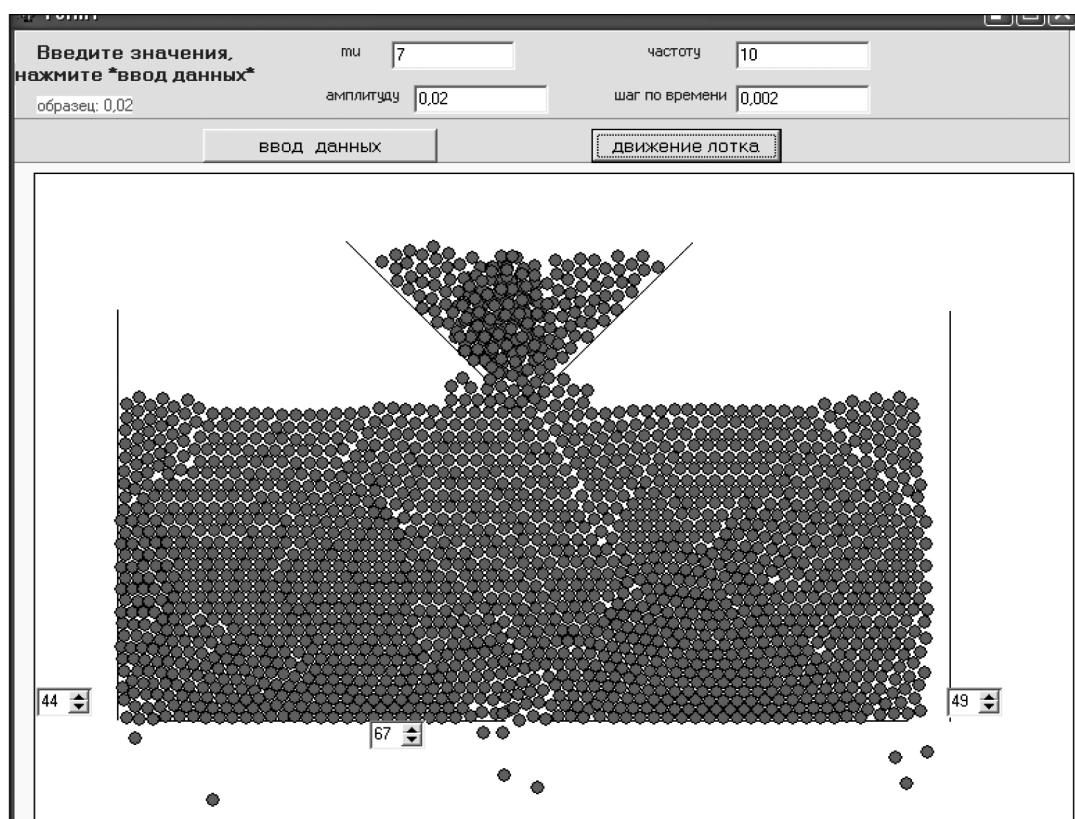 Введите значения,
нажмите *ввод данных*
образец: 0,02
mu 7
частоту 10
амплитуду 0,02
шаг по времени 0,002
ввод данных
движение лотка
44
49
67